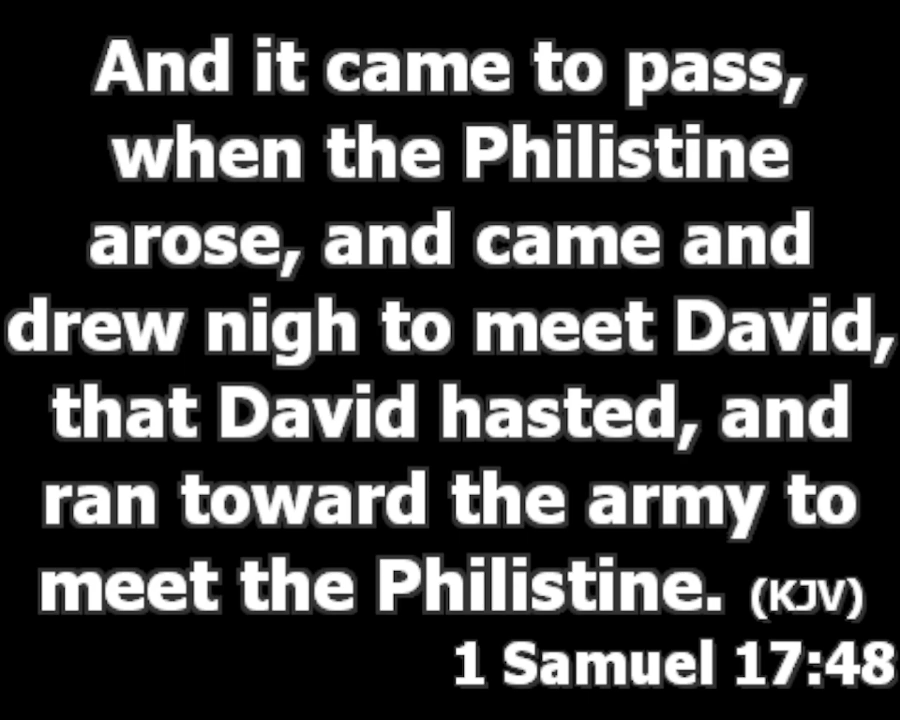 And it came to pass,
when the Philistine
arose, and came and
drew nigh to meet David,
that David hasted, and
ran toward the army to
meet the Philistine. (KJV)
1 Samuel 17:48